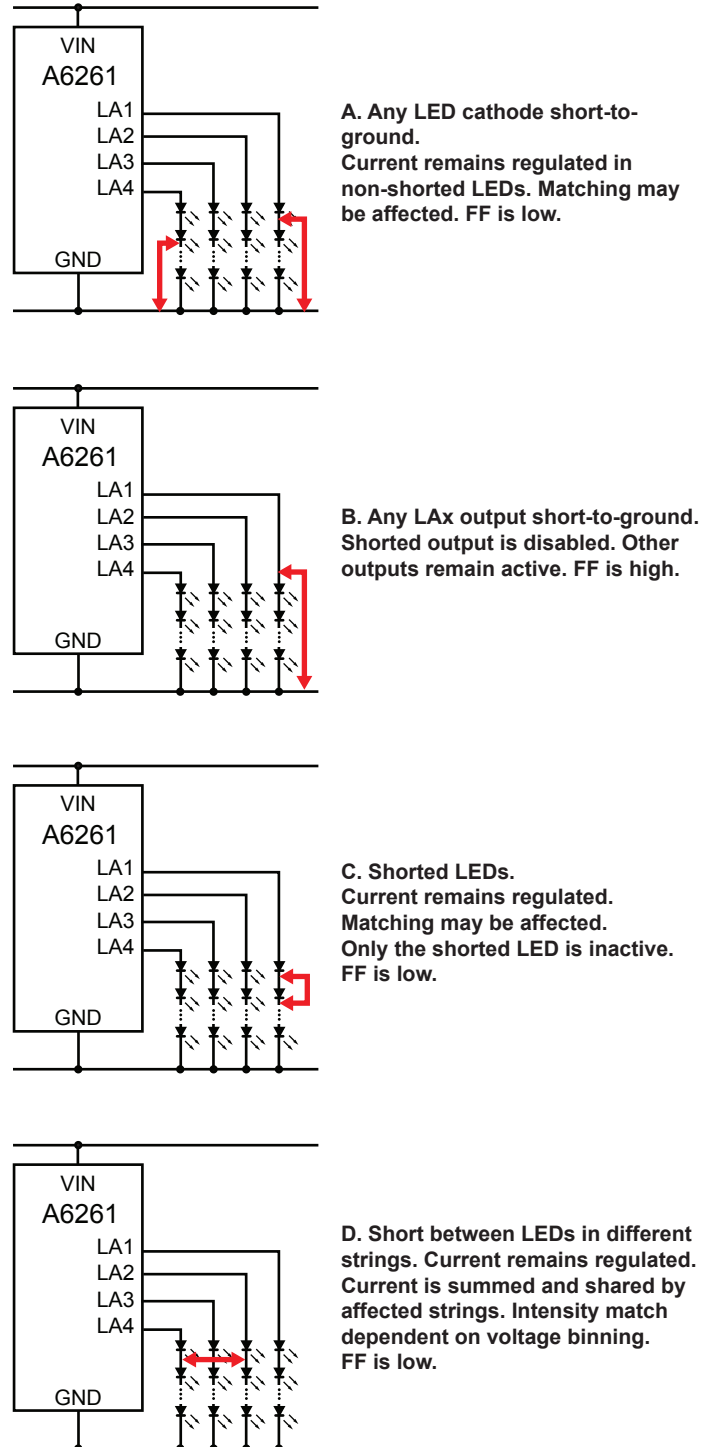 VIN
A6261
LA1
LA2
LA3
LA4
GND
A. Any LED cathode short-to-
ground.
Current remains regulated in
non-shorted LEDs. Matching may
be affected. FF is low.
VIN
A6261
LA1
LA2
LA3
LA4
GND
B. Any LAx output short-to-ground.
Shorted output is disabled. Other
outputs remain active. FF is high.
VIN
A6261
LA1
LA2
LA3
LA4
GND
C. Shorted LEDs.
Current remains regulated.
Matching may be affected.
Only the shorted LED is inactive.
FF is low.
VIN
A6261
LA1
LA2
LA3
LA4
GND
D. Short between LEDs in different
strings. Current remains regulated.
Current is summed and shared by
affected strings. Intensity match
dependent on voltage binning.
FF is low.